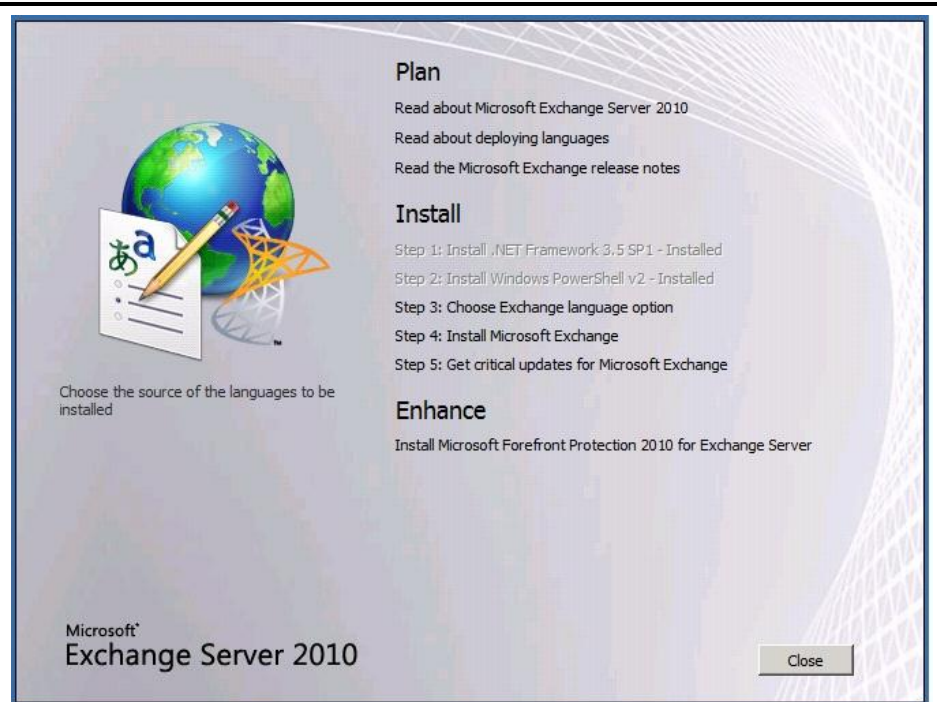 Plan
Read about Microsoft Exchange Server 2010
Read about deploying languages
Read the Microsoft Exchange release notes
Install
Step 1: Install .NET Framework 3.5 SP1 - Installed
Step 2: Install Windows PowerShell v2 - Installed
Step 3: Choose Exchange language option
Step 4: Install Microsoft Exchange
Step 5: Get critical updates for Microsoft Exchange
Enhance
Install Microsoft Forefront Protection 2010 for Exchange Server
あa
™
Choose the source of the languages to be
installed
Microsoft®
Exchange Server 2010
Close